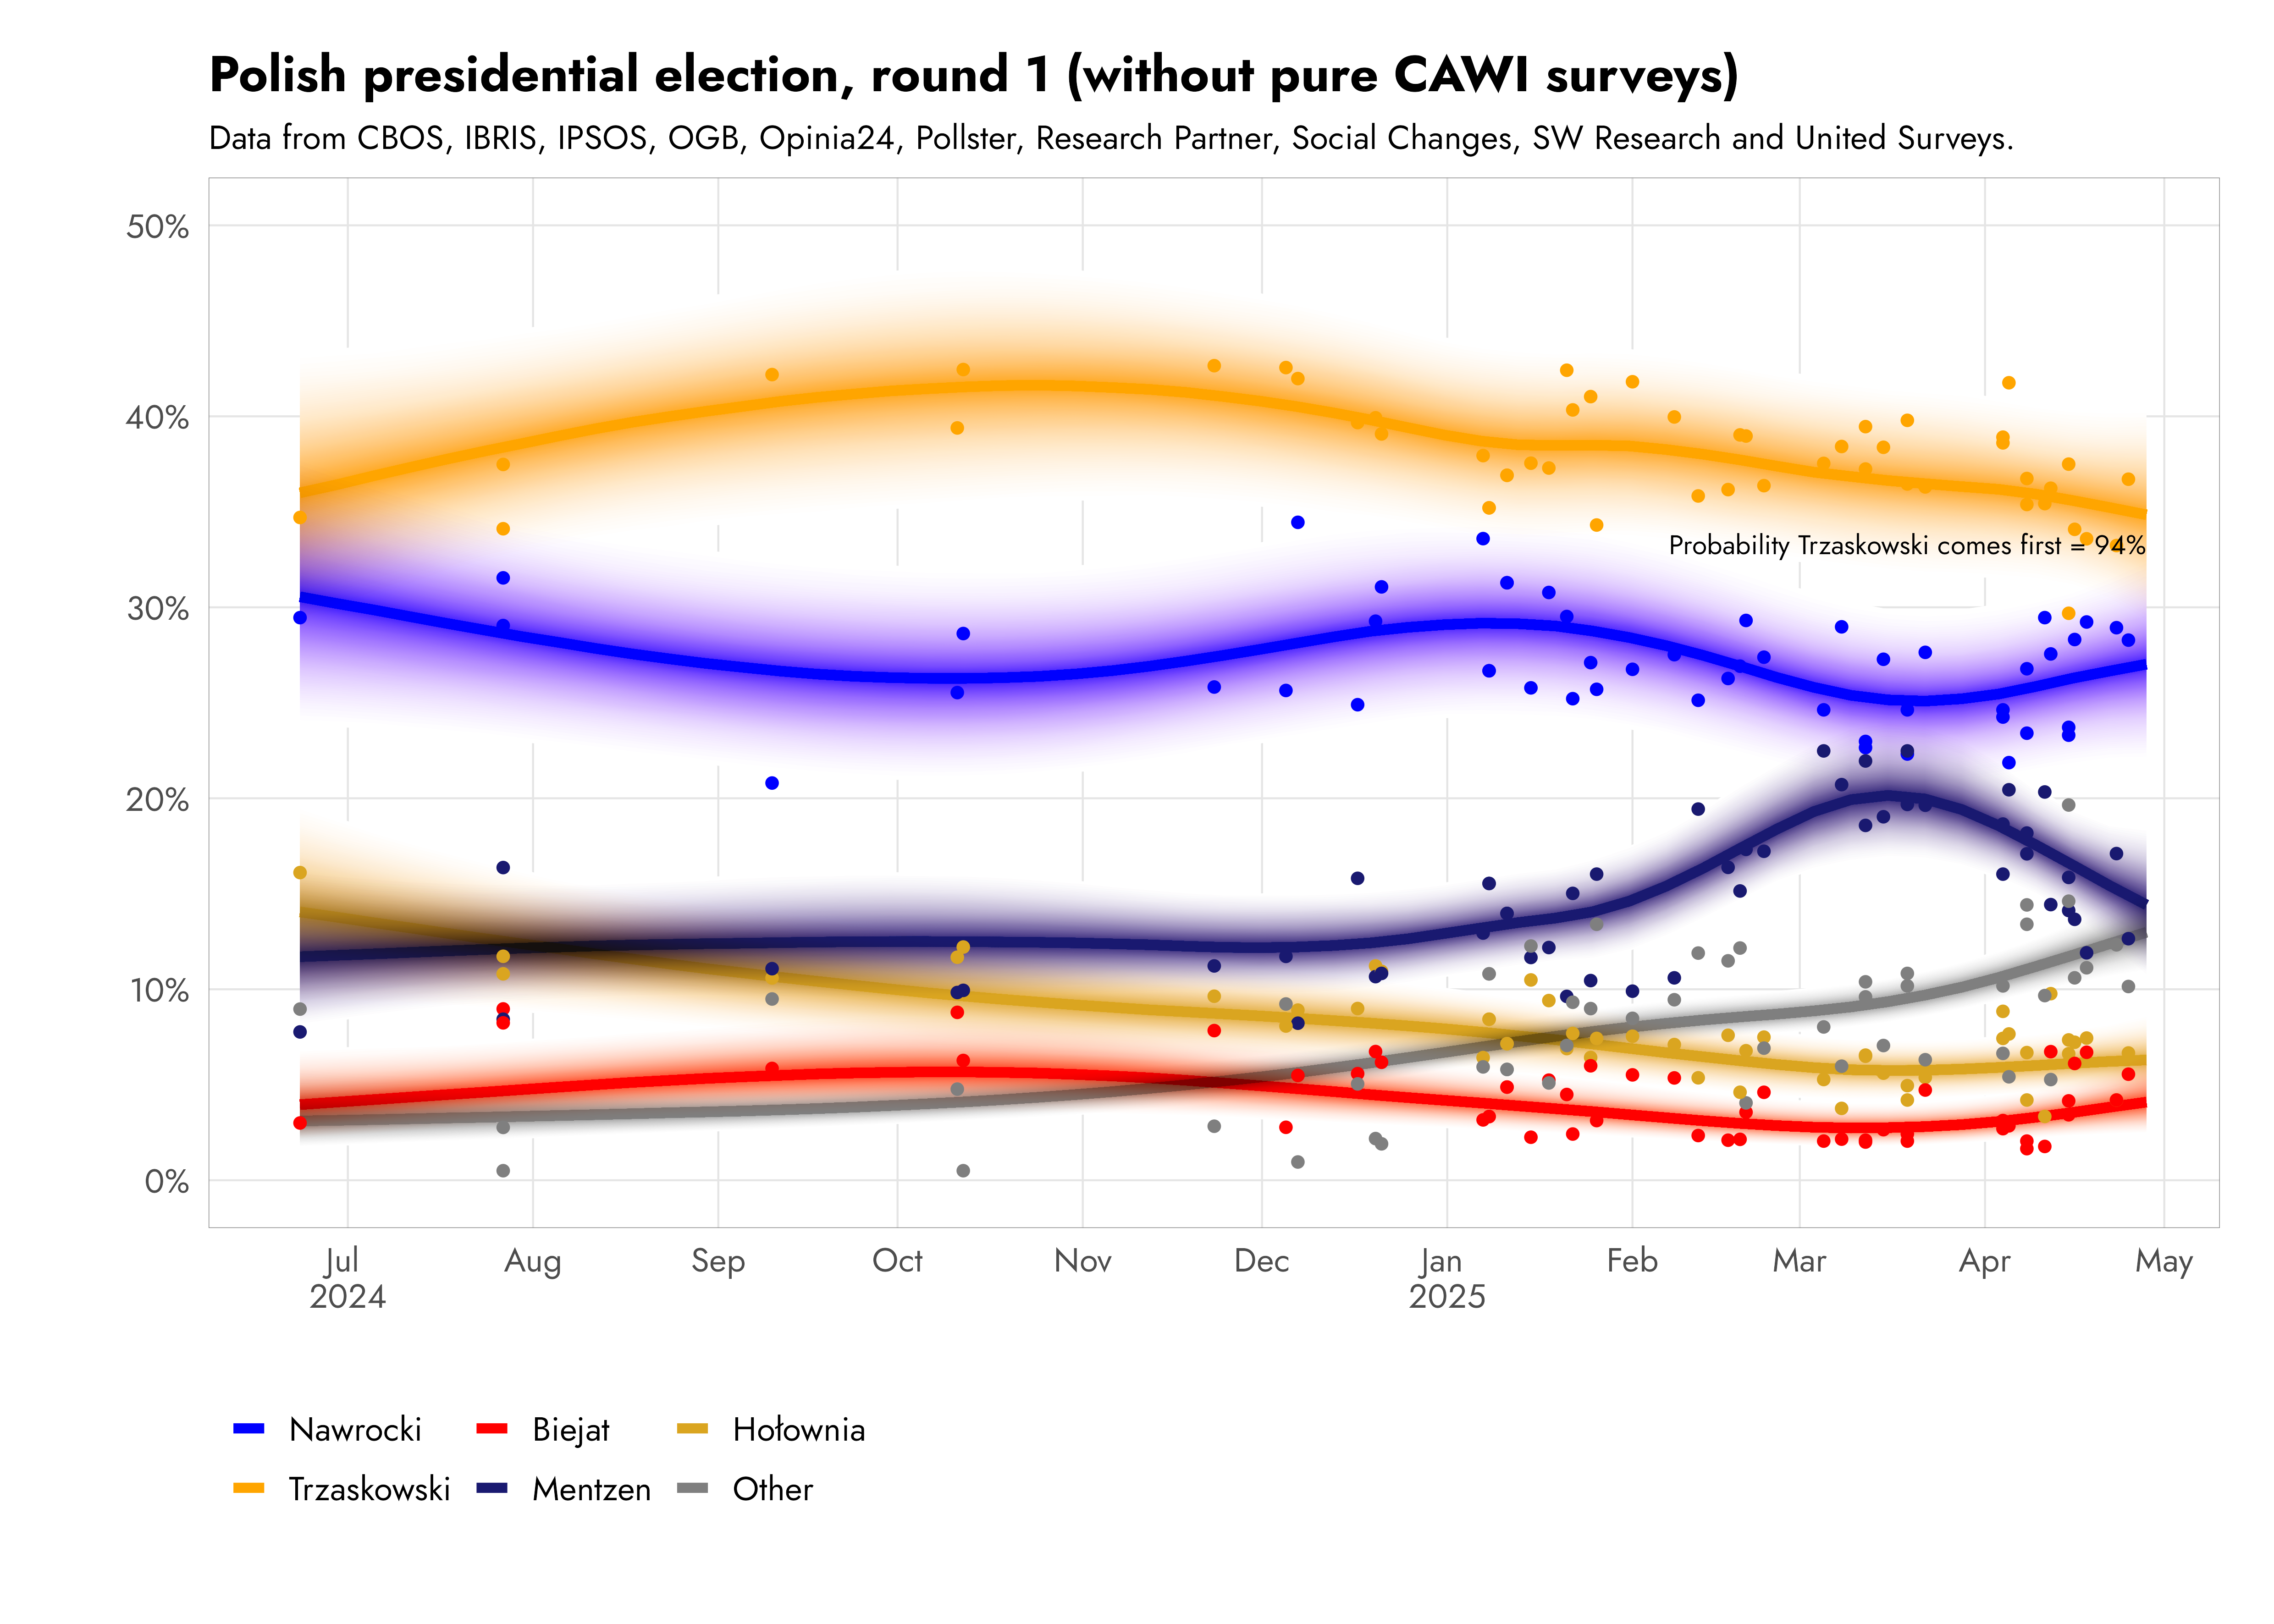 Polish presidential election, round 1 (without pure CAWI surveys)
Data from CBOS, IBRIS, IPSOS, OGB, Opinia24, Pollster, Research Partner, Social Changes, SW Research and United Surveys.
50%
40%
Probability Trzaskowski comes first = 94%
30%
20%
10%
0%
Jul Aug Sep Oct Nov Dec Jan Feb Mar Apr May
2024 2025
Nawrocki Biejat Hołownia
Trzaskowski Mentzen Other